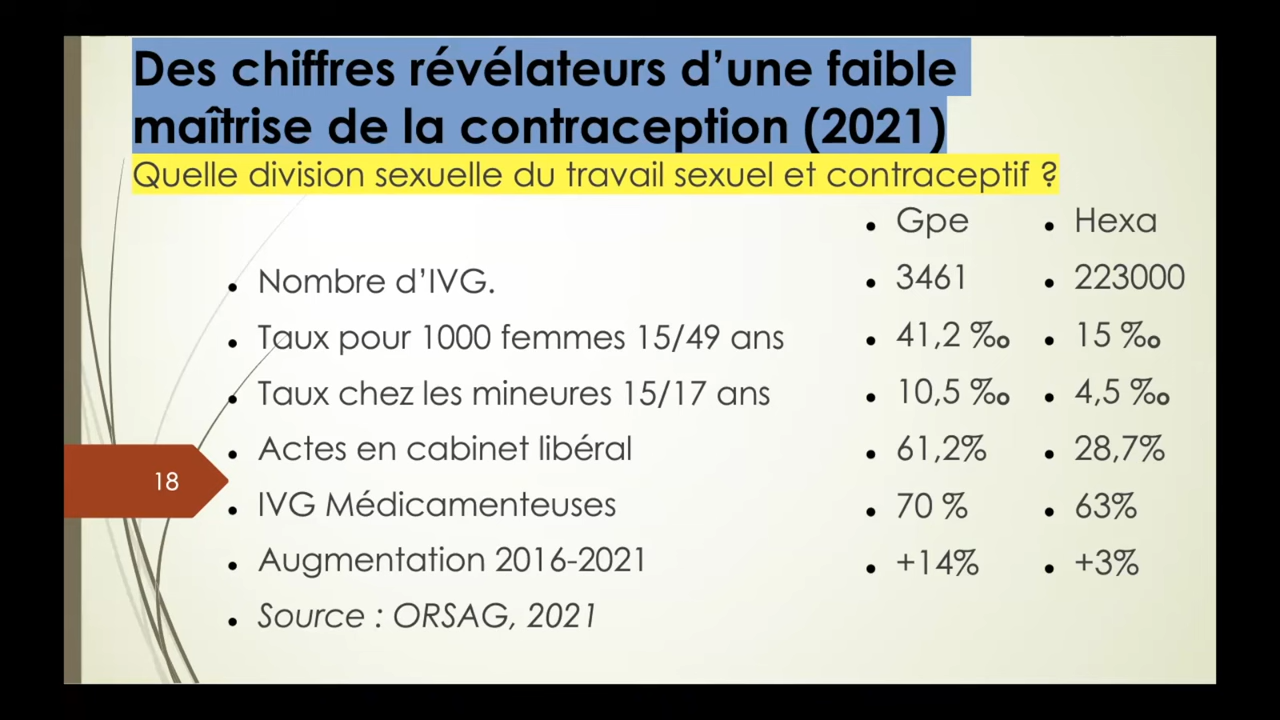 Des chiffres révélateurs d’une faible
maîtrise de la contraception (2021)
Quelle division sexuelle du travail sexuel et contraceptif ?
• Gpe • Hexa
• Nombre d’IVG. • 3461 • 223000
• Taux pour 1000 femmes 15/49 ans • 41,2 ‰ • 15 ‰
• Taux chez les mineures 15/17 ans • 10,5 ‰ • 4,5 ‰
• Actes en cabinet libéral • 61,2% • 28,7%
18
• IVG Médicamenteuses • 70 % • 63%
• Augmentation 2016-2021 • +14% • +3%
• Source : ORSAG, 2021